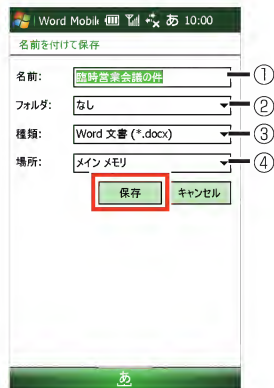 Word Mobile あ 10:00
名前を付けて保存
名前: 臨時営業会議の件 ①
フォルダ: なし ②
種類: Word 文書 (*.docx) ③
場所: メイン メモリ ④
保存 キャンセル
あ